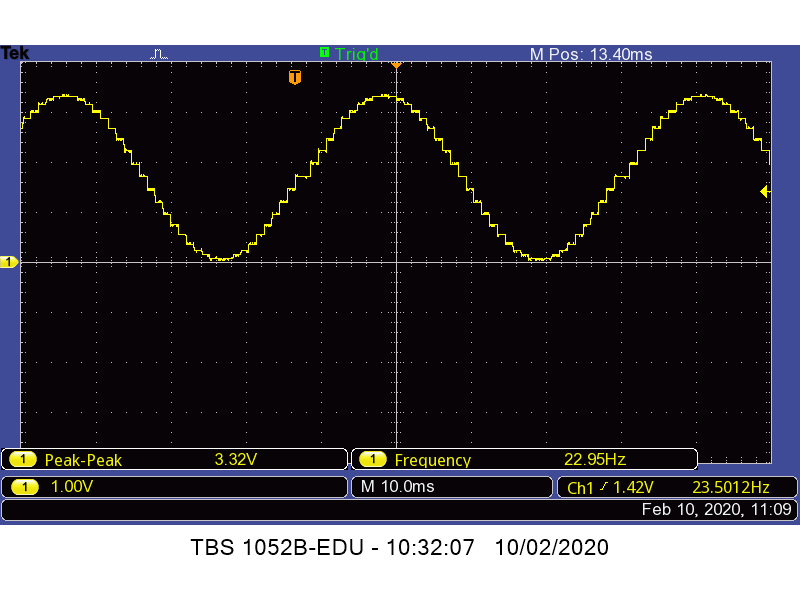 Tek T Trig'd M Pos: 13.40ms
T
1
1 Peak-Peak 3.32V 1 Frequency 22.95Hz
1 1.00V M 10.0ms Ch1 1.42V 23.5012Hz
Feb 10, 2020, 11:09
TBS 1052B-EDU - 10:32:07 10/02/2020